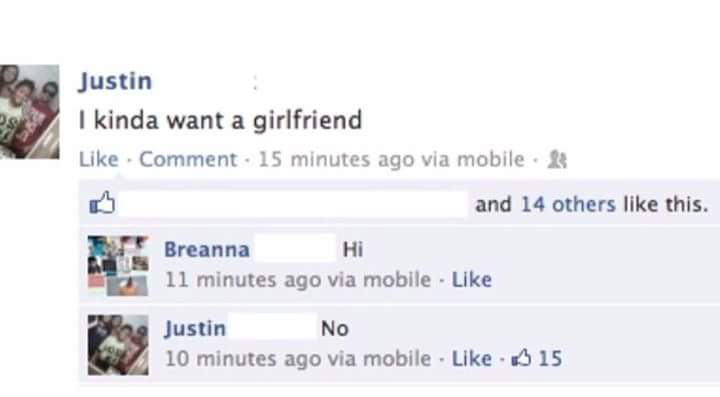 Justin
I kinda want a girlfriend
Like · Comment · 15 minutes ago via mobile ·
and 14 others like this.
Breanna Hi
11 minutes ago via mobile · Like
Justin No
10 minutes ago via mobile · Like · 15